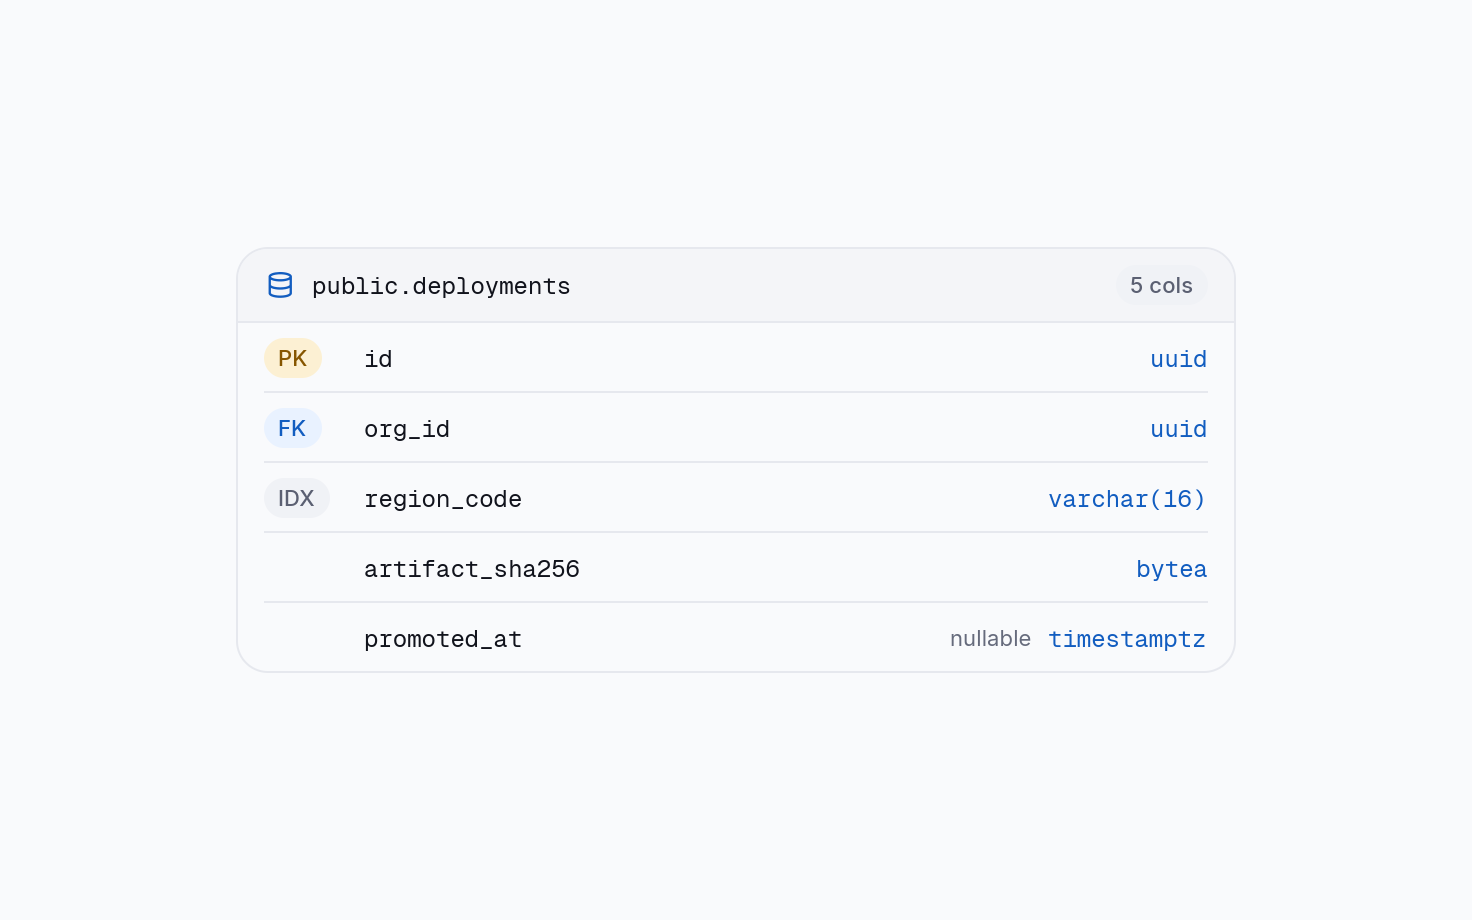 public.deployments 5 cols
PK id uuid
FK org_id uuid
IDX region_code varchar(16)
artifact_sha256 bytea
promoted_at nullable timestamptz